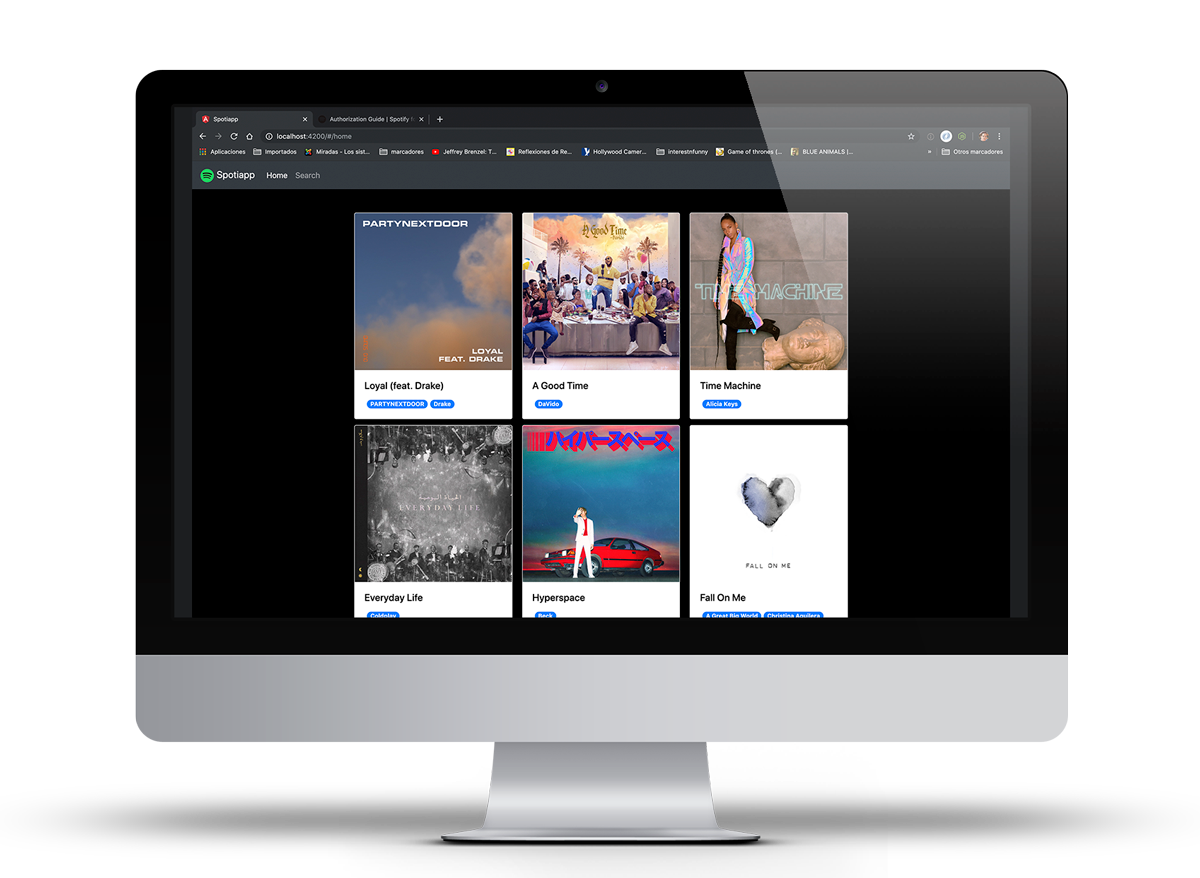 Spotiapp
Authorization Guide | Spotify f
localhost:4200/#/home
Aplicaciones
Importados
Miradas - Los sist...
marcadores
Jeffrey Brenzel: T...
Reflexiones de Re...
Hollywood Camer...
interestnfunny
Game of thrones (...
BLUE ANIMALS |...
»
Otros marcadores
Spotiapp
Home
Search
PARTYNEXTDOOR
LOYAL
FEAT. DRAKE
Loyal (feat. Drake)
PARTYNEXTDOOR
Drake
A Good Time
A Good Time
DaVido
TIME MACHINE
Time Machine
Alicia Keys
الحياة اليومية
EVERYDAY LIFE
Everyday Life
Coldplay
ハイパースペース
Hyperspace
Beck
FALL ON ME
Fall On Me
A Great Big World
Christina Aguilera